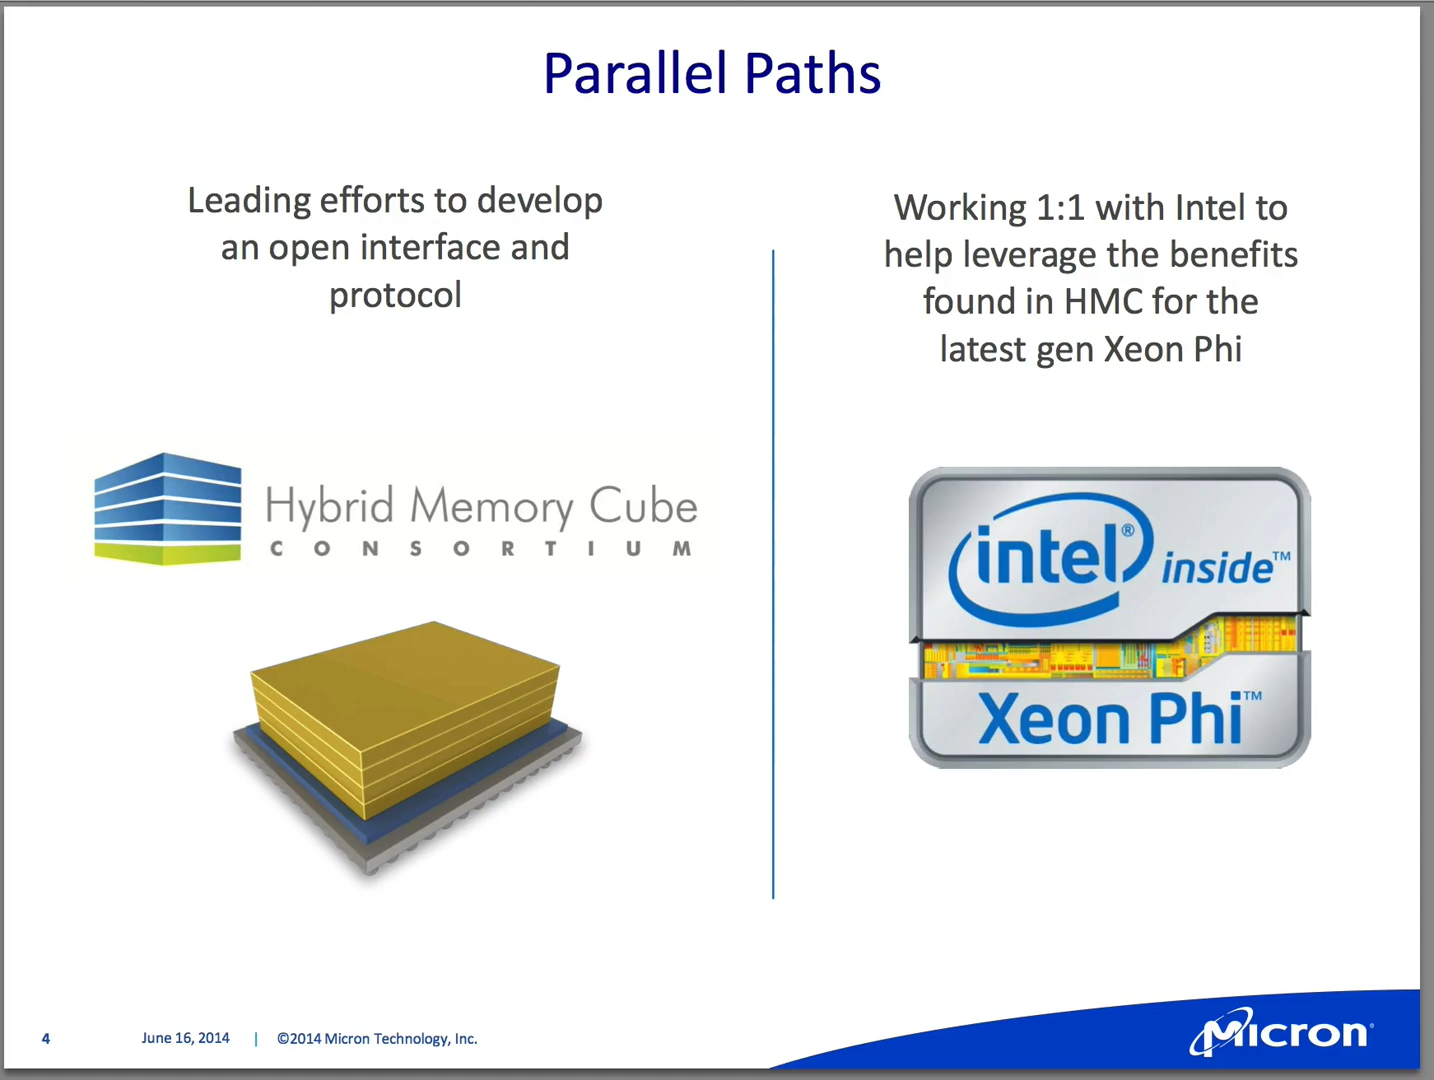 Parallel Paths
Leading efforts to develop
an open interface and
protocol
Working 1:1 with Intel to
help leverage the benefits
found in HMC for the
latest gen Xeon Phi
Hybrid Memory Cube
CONSORTIUM
intel® inside™
Xeon Phi™
4 June 16, 2014 | ©2014 Micron Technology, Inc.
Micron®